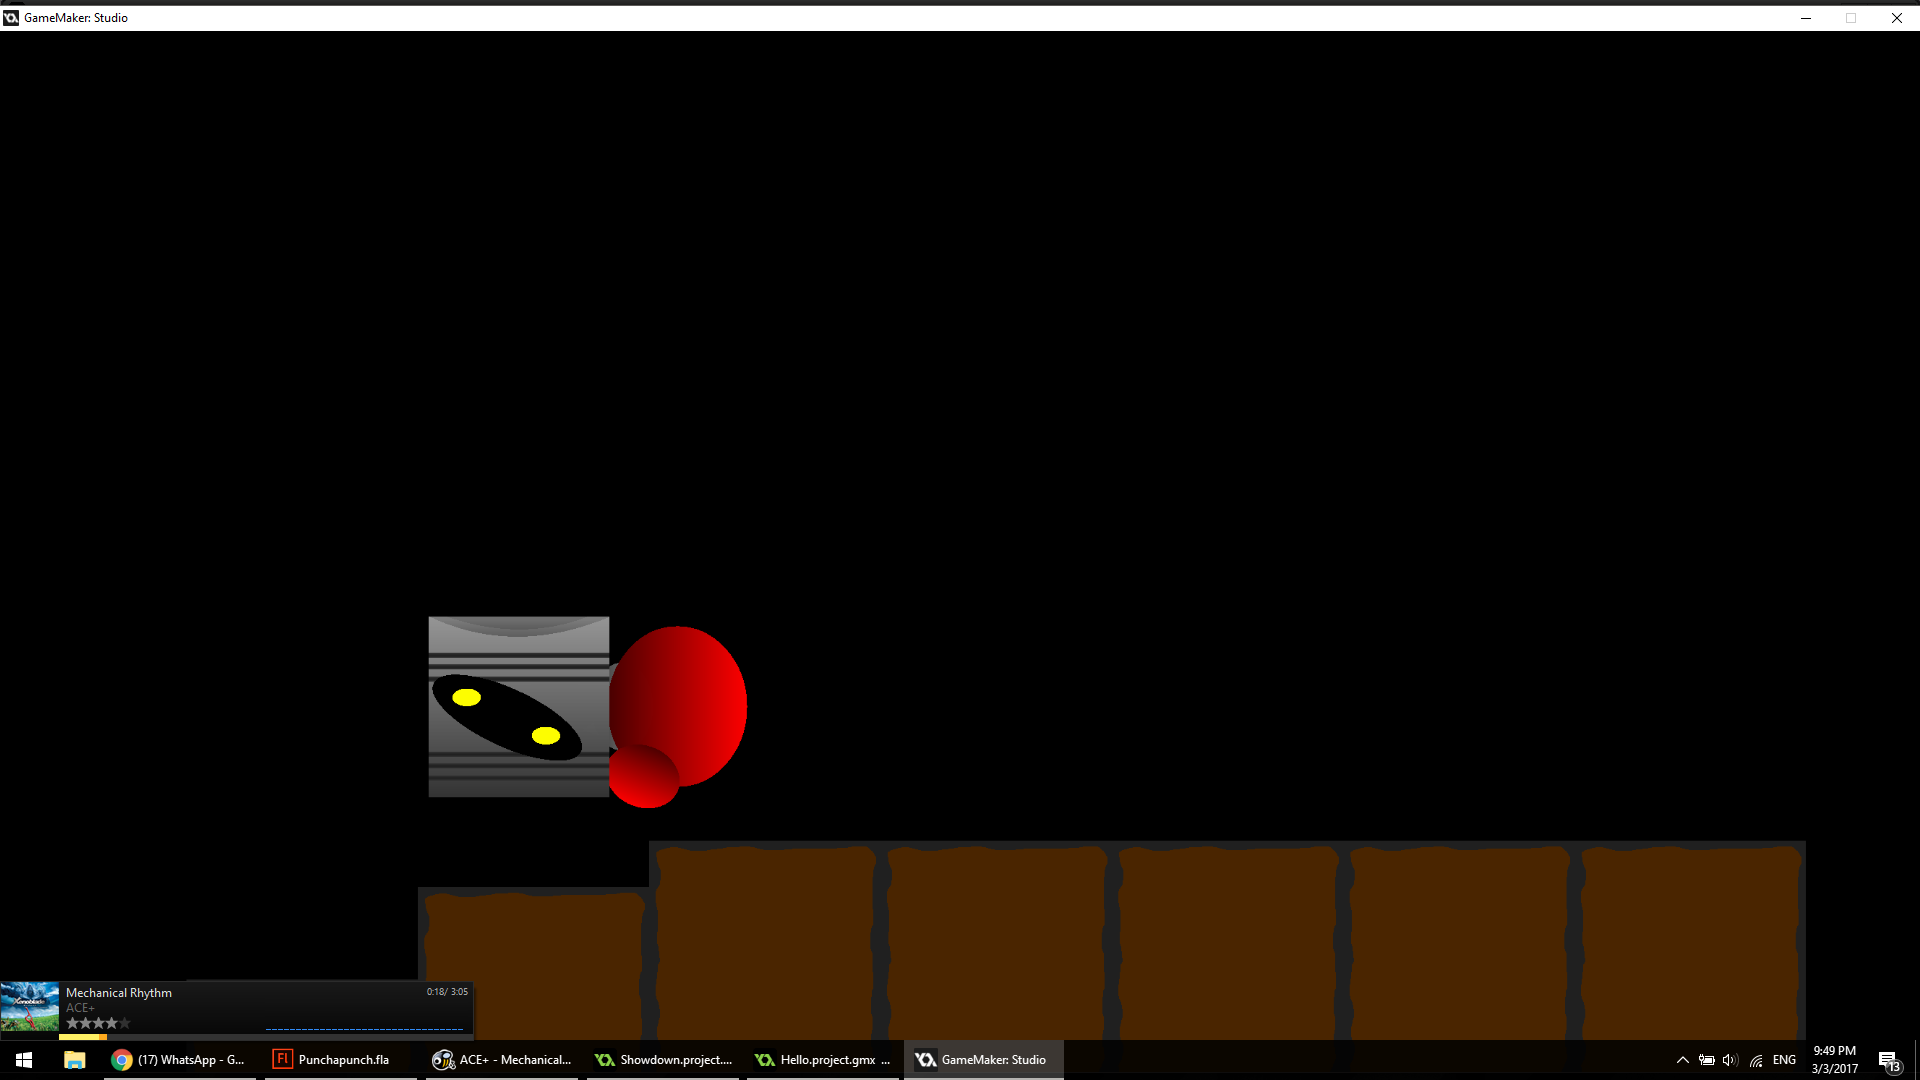 GameMaker: Studio
Xenoblade
Mechanical Rhythm
0:18/ 3:05
ACE+
(17) WhatsApp - G...
Fl
Punchapunch.fla
ACE+ - Mechanical...
Showdown.project....
Hello.project.gmx ...
GameMaker: Studio
ENG
9:49 PM
3/3/2017
13